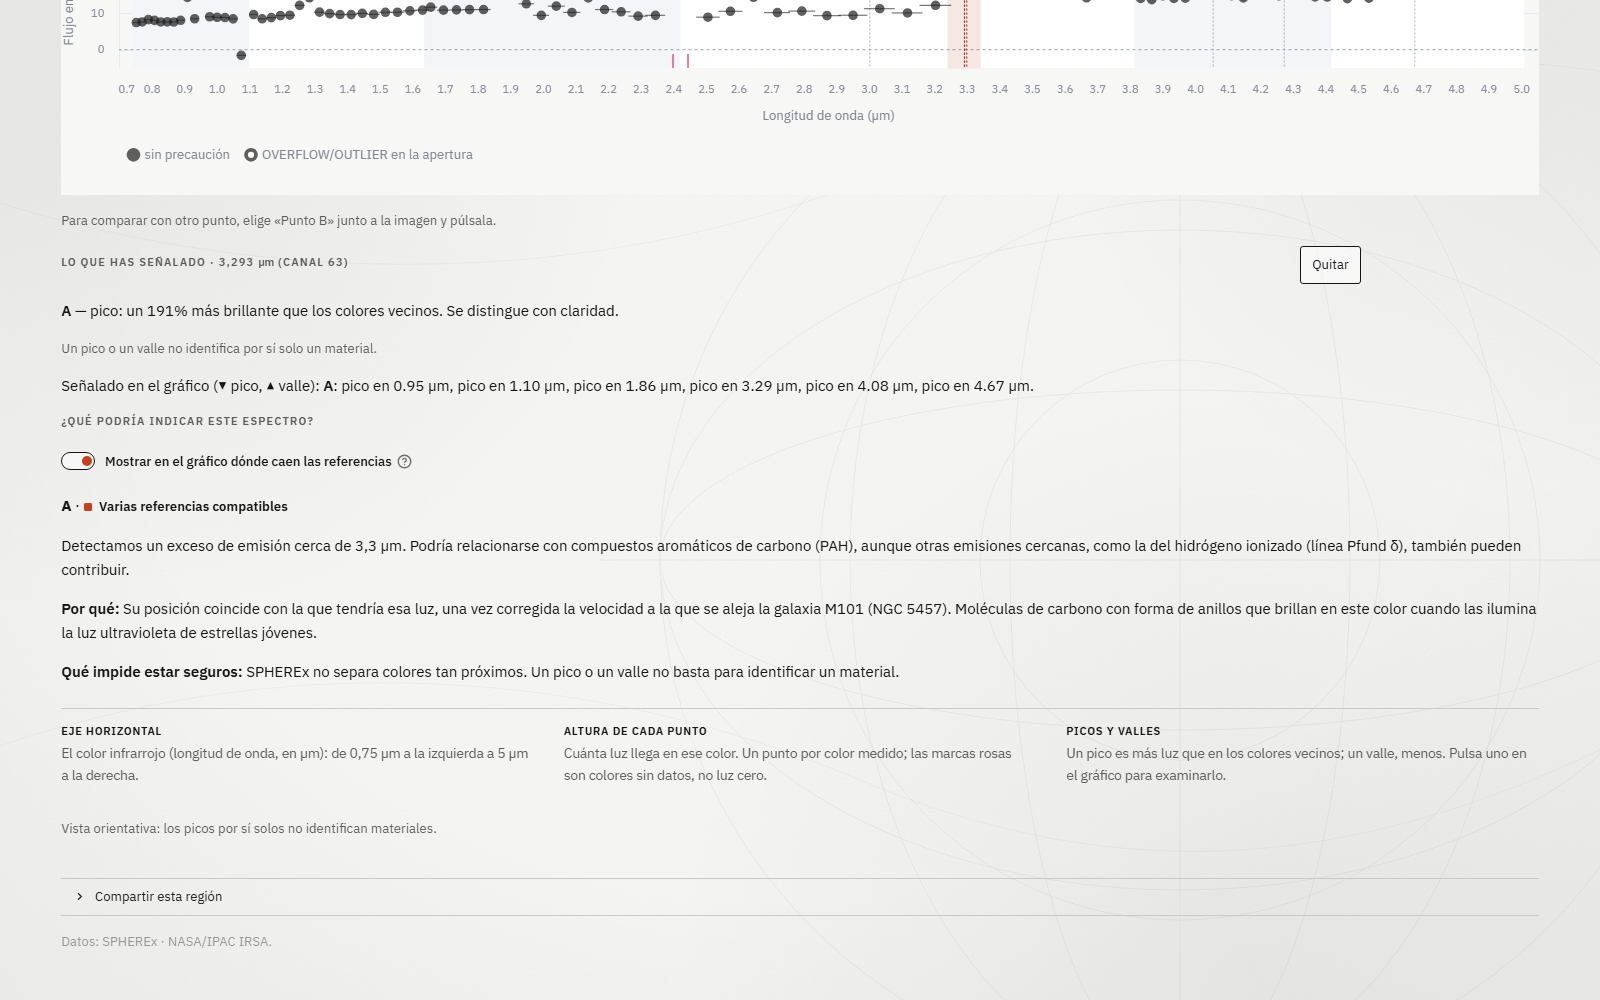 Flujo en
10
0
0.7 0.8 0.9 1.0 1.1 1.2 1.3 1.4 1.5 1.6 1.7 1.8 1.9 2.0 2.1 2.2 2.3 2.4 2.5 2.6 2.7 2.8 2.9 3.0 3.1 3.2 3.3 3.4 3.5 3.6 3.7 3.8 3.9 4.0 4.1 4.2 4.3 4.4 4.5 4.6 4.7 4.8 4.9 5.0
Longitud de onda (µm)
sin precaución OVERFLOW/OUTLIER en la apertura
Para comparar con otro punto, elige «Punto B» junto a la imagen y púlsala.
LO QUE HAS SEÑALADO · 3,293 µm (CANAL 63)
Quitar
A — pico: un 191% más brillante que los colores vecinos. Se distingue con claridad.
Un pico o un valle no identifica por sí solo un material.
Señalado en el gráfico (▼ pico, ▲ valle): A: pico en 0.95 µm, pico en 1.10 µm, pico en 1.86 µm, pico en 3.29 µm, pico en 4.08 µm, pico en 4.67 µm.
¿QUÉ PODRÍA INDICAR ESTE ESPECTRO?
Mostrar en el gráfico dónde caen las referencias ?
A · Varias referencias compatibles
Detectamos un exceso de emisión cerca de 3,3 µm. Podría relacionarse con compuestos aromáticos de carbono (PAH), aunque otras emisiones cercanas, como la del hidrógeno ionizado (línea Pfund δ), también pueden
contribuir.
Por qué: Su posición coincide con la que tendría esa luz, una vez corregida la velocidad a la que se aleja la galaxia M101 (NGC 5457). Moléculas de carbono con forma de anillos que brillan en este color cuando las ilumina
la luz ultravioleta de estrellas jóvenes.
Qué impide estar seguros: SPHEREx no separa colores tan próximos. Un pico o un valle no basta para identificar un material.
EJE HORIZONTAL
El color infrarrojo (longitud de onda, en µm): de 0,75 µm a la izquierda a 5 µm
a la derecha.
ALTURA DE CADA PUNTO
Cuánta luz llega en ese color. Un punto por color medido; las marcas rosas
son colores sin datos, no luz cero.
PICOS Y VALLES
Un pico es más luz que en los colores vecinos; un valle, menos. Pulsa uno en
el gráfico para examinarlo.
Vista orientativa: los picos por sí solos no identifican materiales.
Compartir esta región
Datos: SPHEREx · NASA/IPAC IRSA.